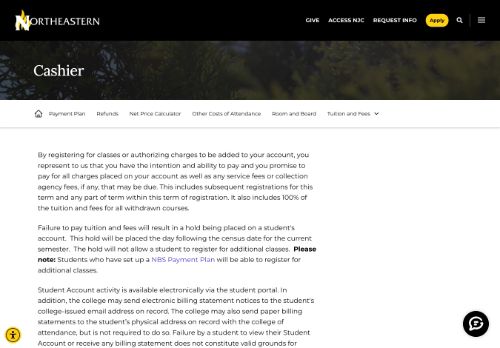 NORTHEASTERN
GIVE ACCESS NJC REQUEST INFO Apply
Cashier
Payment Plan Refunds Net Price Calculator Other Costs of Attendance Room and Board Tuition and Fees
By registering for classes or authorizing charges to be added to your account, you
represent to us that you have the intention and ability to pay and you promise to
pay for all charges placed on your account as well as any service fees or collection
agency fees, if any, that may be due. This includes subsequent registrations for this
term and any part of term within this term of registration. It also includes 100% of
the tuition and fees for all withdrawn courses.
Failure to pay tuition and fees will result in a hold being placed on a student's
account. This hold will be placed the day following the census date for the current
semester. The hold will not allow a student to register for additional classes. Please
note: Students who have set up a NBS Payment Plan will be able to register for
additional classes.
Student Account activity is available electronically via the student portal. In
addition, the college may send electronic billing statement notices to the student's
college-issued email address on record. The college may also send paper billing
statements to the student's physical address on record with the college of
attendance, but is not required to do so. Failure by a student to view their Student
Account or receive any billing statement does not constitute valid grounds for